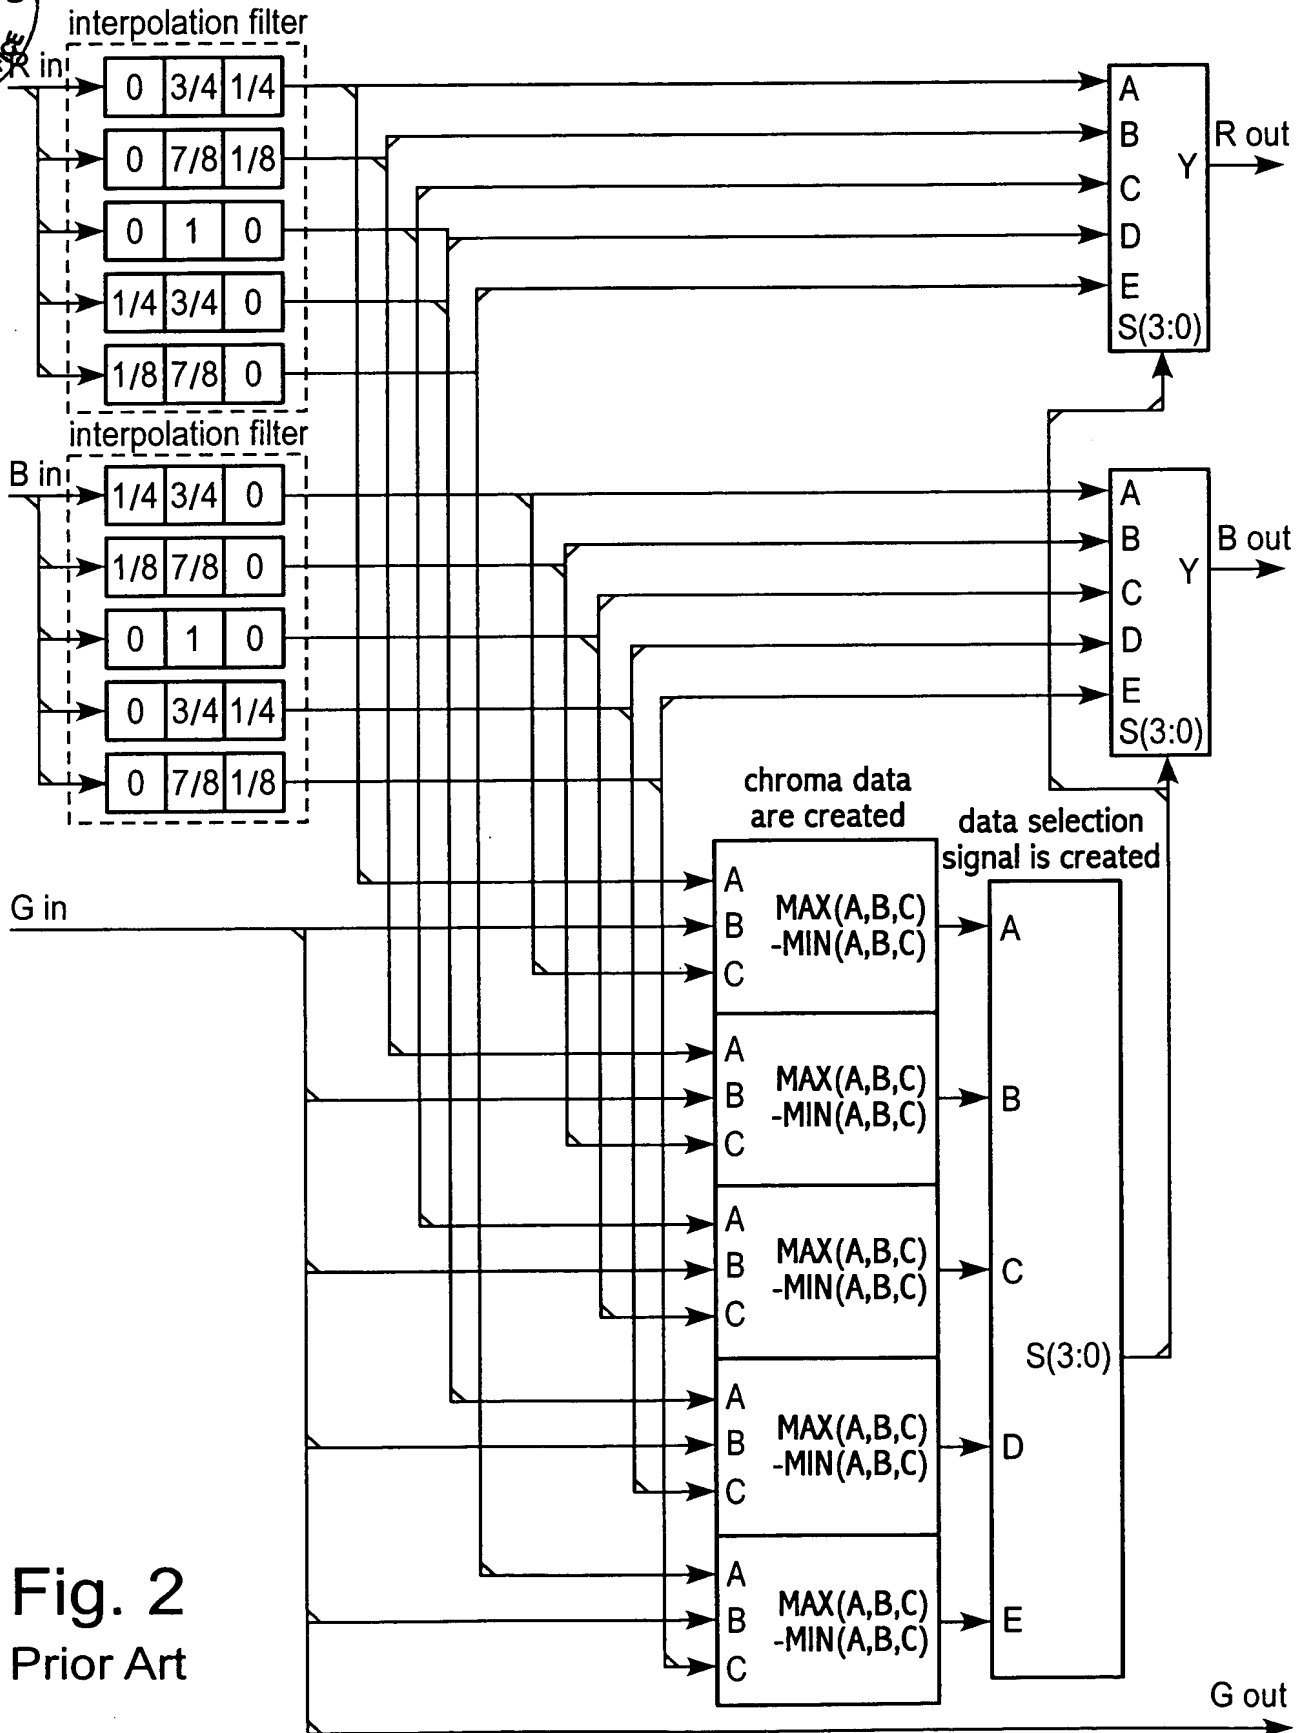 interpolation filter
R in
0 3/4 1/4
0 7/8 1/8
0 1 0
1/4 3/4 0
1/8 7/8 0
A
B
C
D
E
Y
S(3:0)
R out
interpolation filter
B in
1/4 3/4 0
1/8 7/8 0
0 1 0
0 3/4 1/4
0 7/8 1/8
A
B
C
D
E
Y
S(3:0)
B out
chroma data
are created
data selection
signal is created
G in
A
B
C
MAX(A,B,C)
-MIN(A,B,C)
A
B
C
MAX(A,B,C)
-MIN(A,B,C)
A
B
C
MAX(A,B,C)
-MIN(A,B,C)
A
B
C
MAX(A,B,C)
-MIN(A,B,C)
A
B
C
MAX(A,B,C)
-MIN(A,B,C)
A
B
C
S(3:0)
D
E
G out
Fig. 2
Prior Art